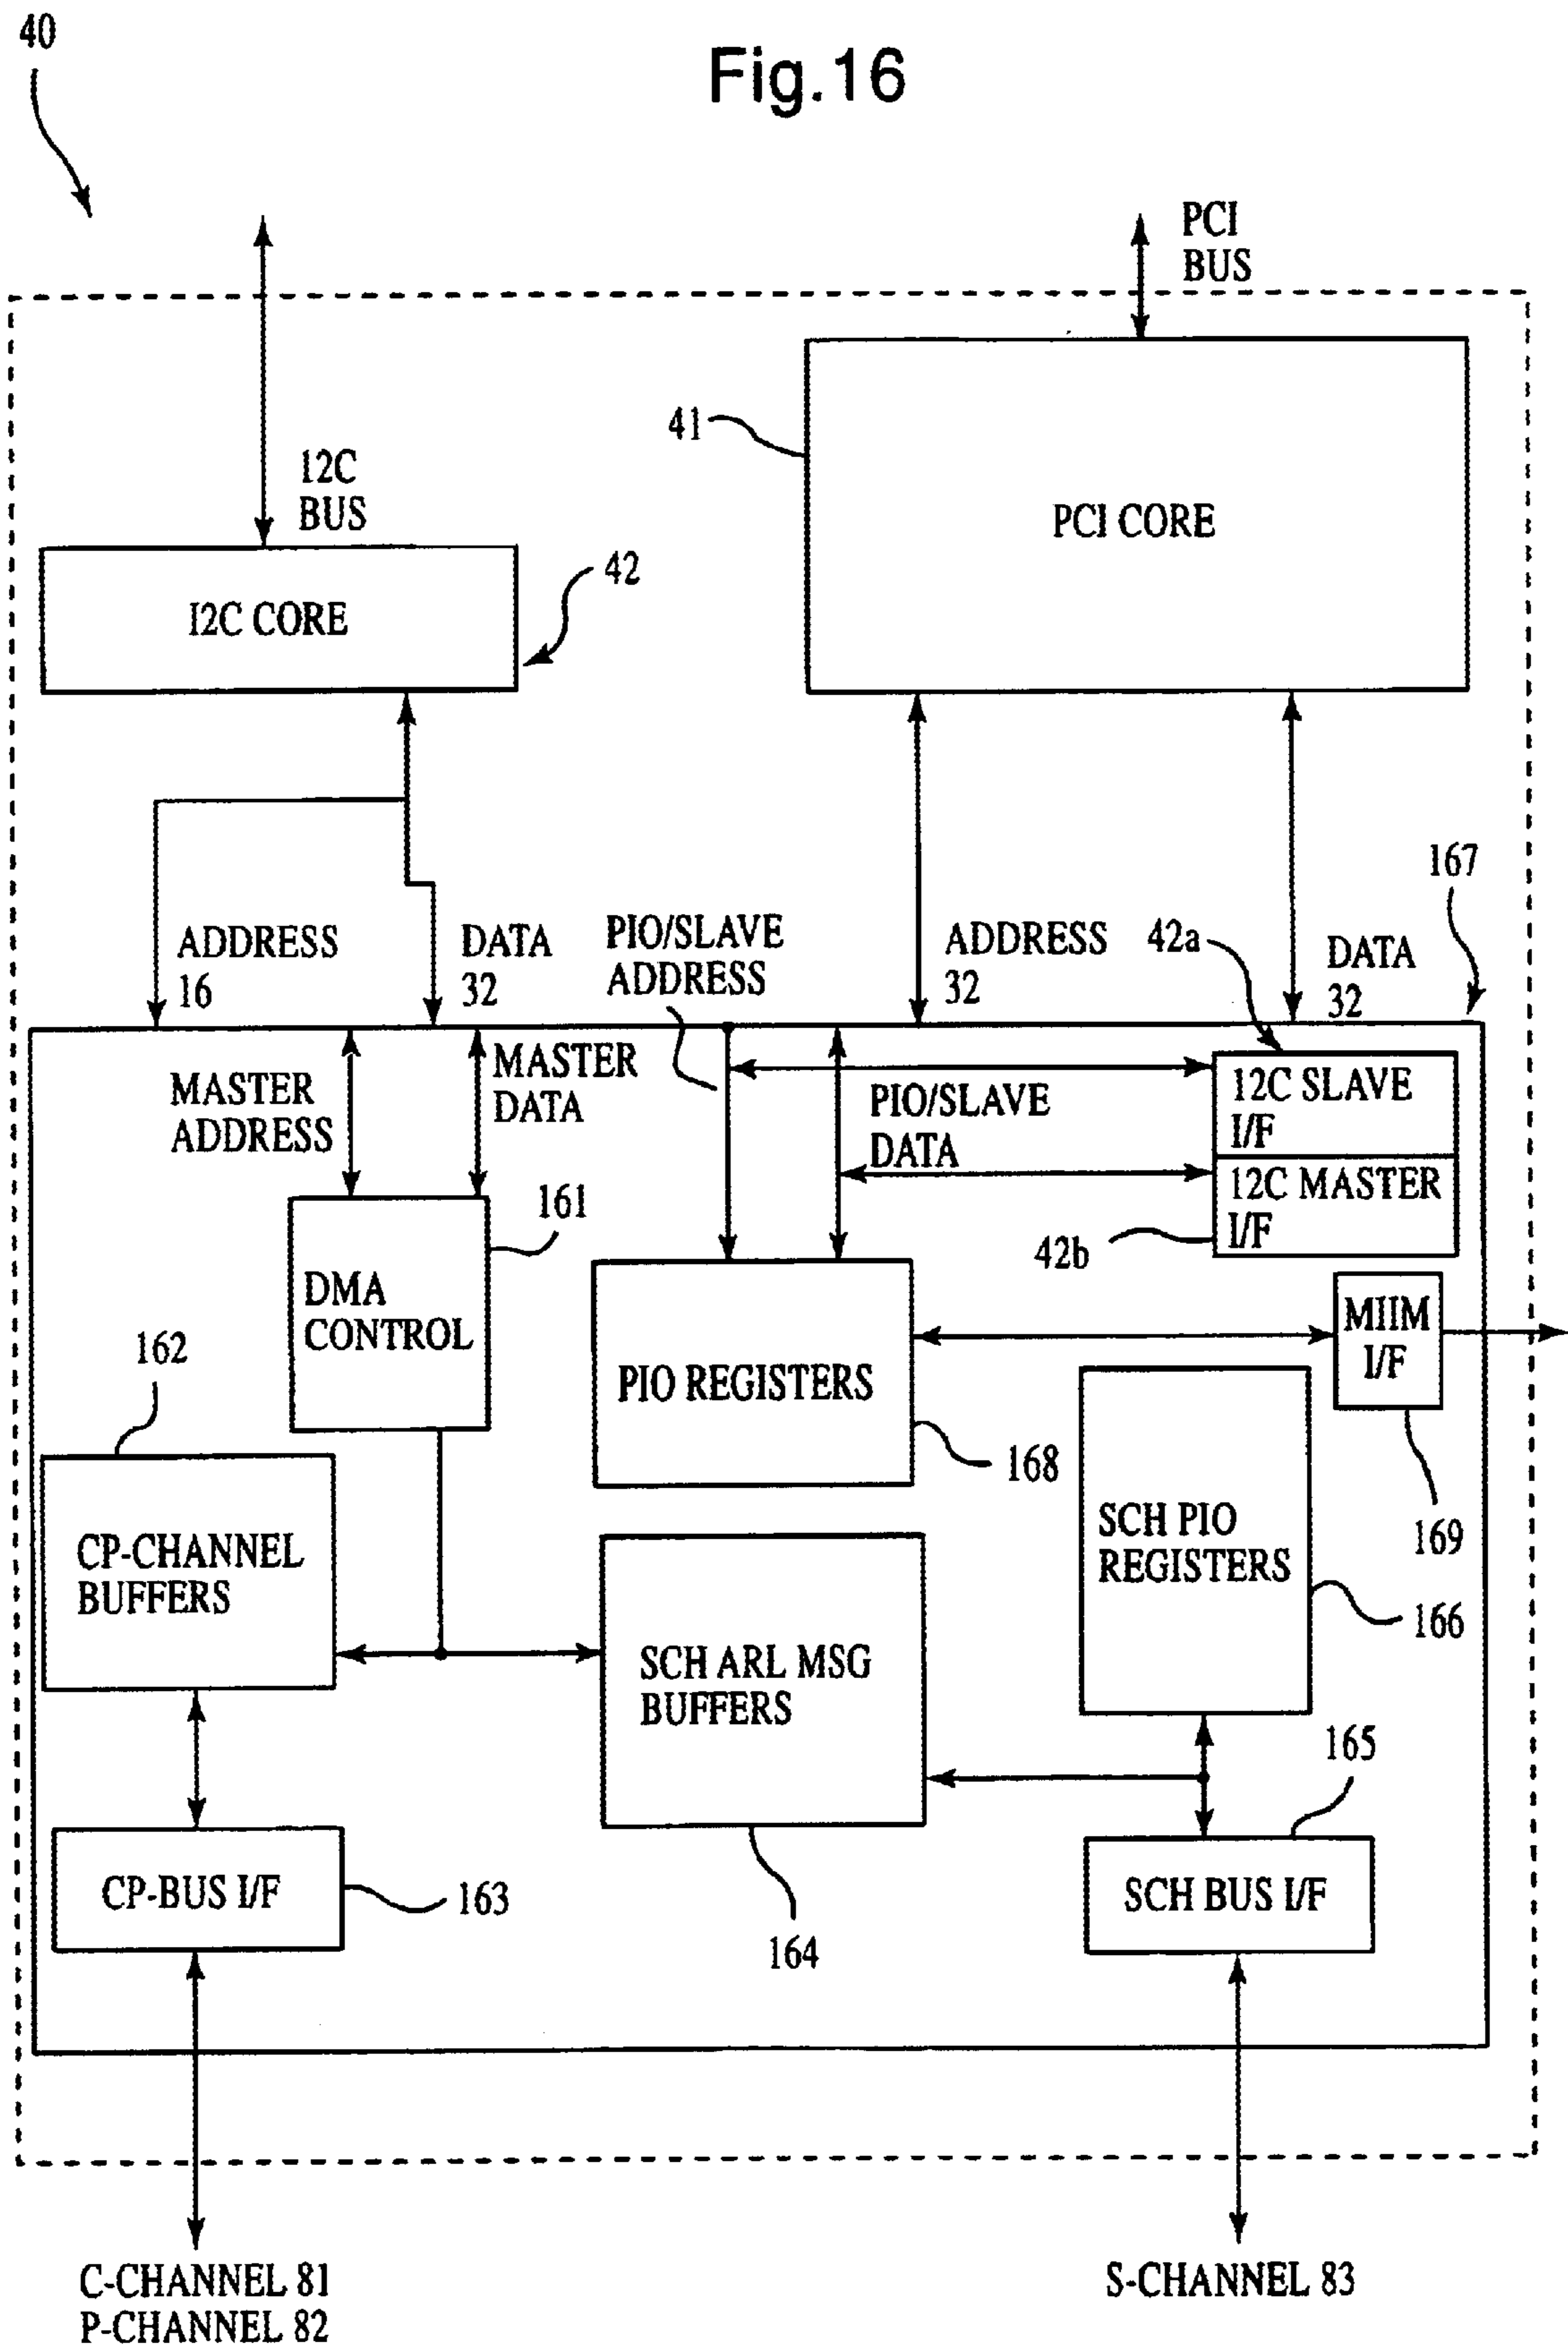 40
Fig.16
PCI
BUS
41
12C
BUS
PCI CORE
42
I2C CORE
167
PIO/SLAVE
ADDRESS
ADDRESS
16
DATA
32
ADDRESS
32
42a
DATA
32
MASTER
ADDRESS
MASTER
DATA
PIO/SLAVE
DATA
12C SLAVE
I/F
12C MASTER
I/F
42b
161
DMA
CONTROL
162
PIO REGISTERS
168
MIIM
I/F
169
CP-CHANNEL
BUFFERS
SCH PIO
REGISTERS
166
SCH ARL MSG
BUFFERS
165
CP-BUS I/F
163
164
SCH BUS I/F
C-CHANNEL 81
P-CHANNEL 82
S-CHANNEL 83